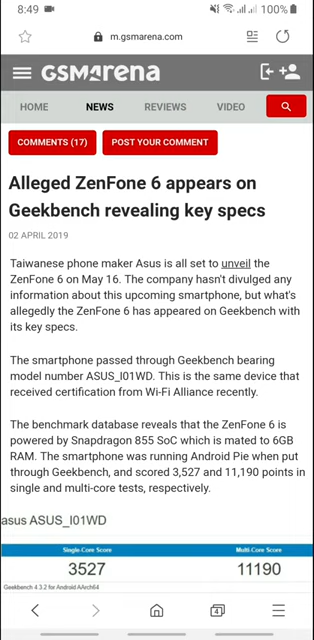 8:49 100%
m.gsmarena.com
GSMArena
HOME NEWS REVIEWS VIDEO
COMMENTS (17) POST YOUR COMMENT
Alleged ZenFone 6 appears on
Geekbench revealing key specs
02 APRIL 2019
Taiwanese phone maker Asus is all set to unveil the
ZenFone 6 on May 16. The company hasn't divulged any
information about this upcoming smartphone, but what's
allegedly the ZenFone 6 has appeared on Geekbench with
its key specs.
The smartphone passed through Geekbench bearing
model number ASUS_I01WD. This is the same device that
received certification from Wi-Fi Alliance recently.
The benchmark database reveals that the ZenFone 6 is
powered by Snapdragon 855 SoC which is mated to 6GB
RAM. The smartphone was running Android Pie when put
through Geekbench, and scored 3,527 and 11,190 points in
single and multi-core tests, respectively.
asus ASUS_I01WD
Single-Core Score Multi-Core Score
3527 11190
Geekbench 4.3.2 for Android AArch64
4